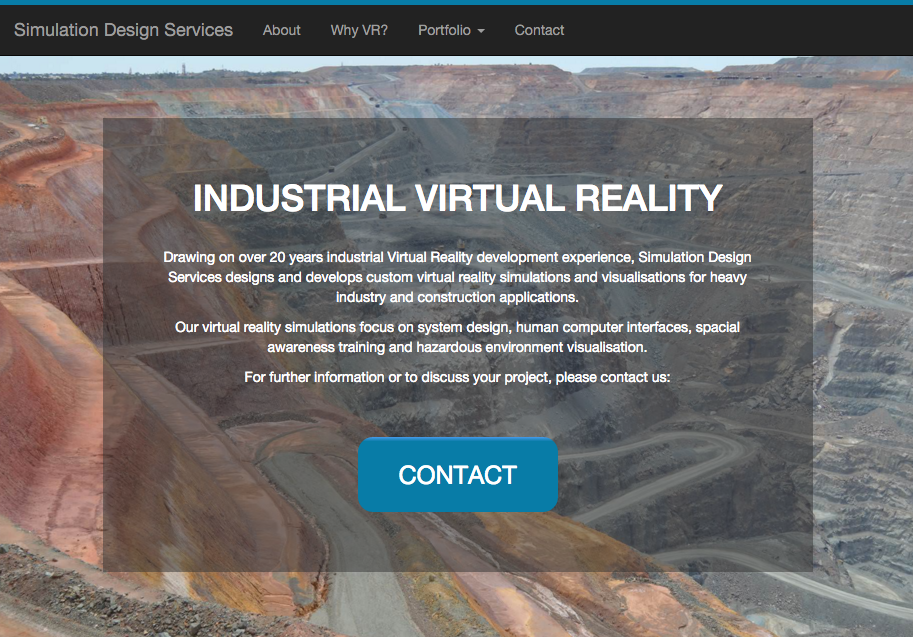 Simulation Design Services About Why VR? Portfolio Contact
INDUSTRIAL VIRTUAL REALITY
Drawing on over 20 years industrial Virtual Reality development experience, Simulation Design
Services designs and develops custom virtual reality simulations and visualisations for heavy
industry and construction applications.
Our virtual reality simulations focus on system design, human computer interfaces, spacial
awareness training and hazardous environment visualisation.
For further information or to discuss your project, please contact us:
CONTACT